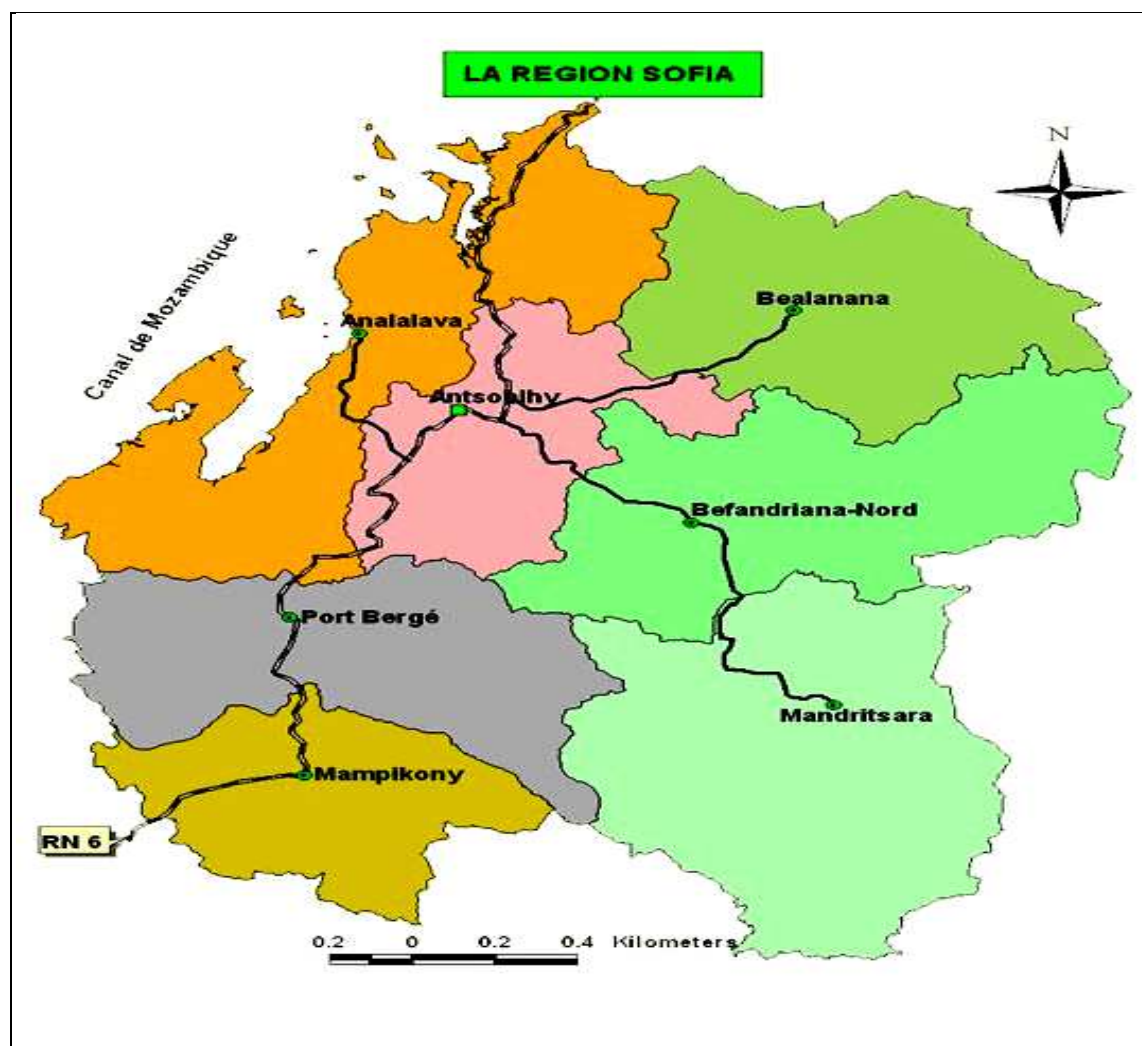 LA REGION SOFIA
N
Canal de Mozambique
Bealanana
Analalava
Antsohihy
Befandriana-Nord
Port Bergé
Mandritsara
Mampikony
RN 6
0.2 0 0.2 0.4 Kilometers